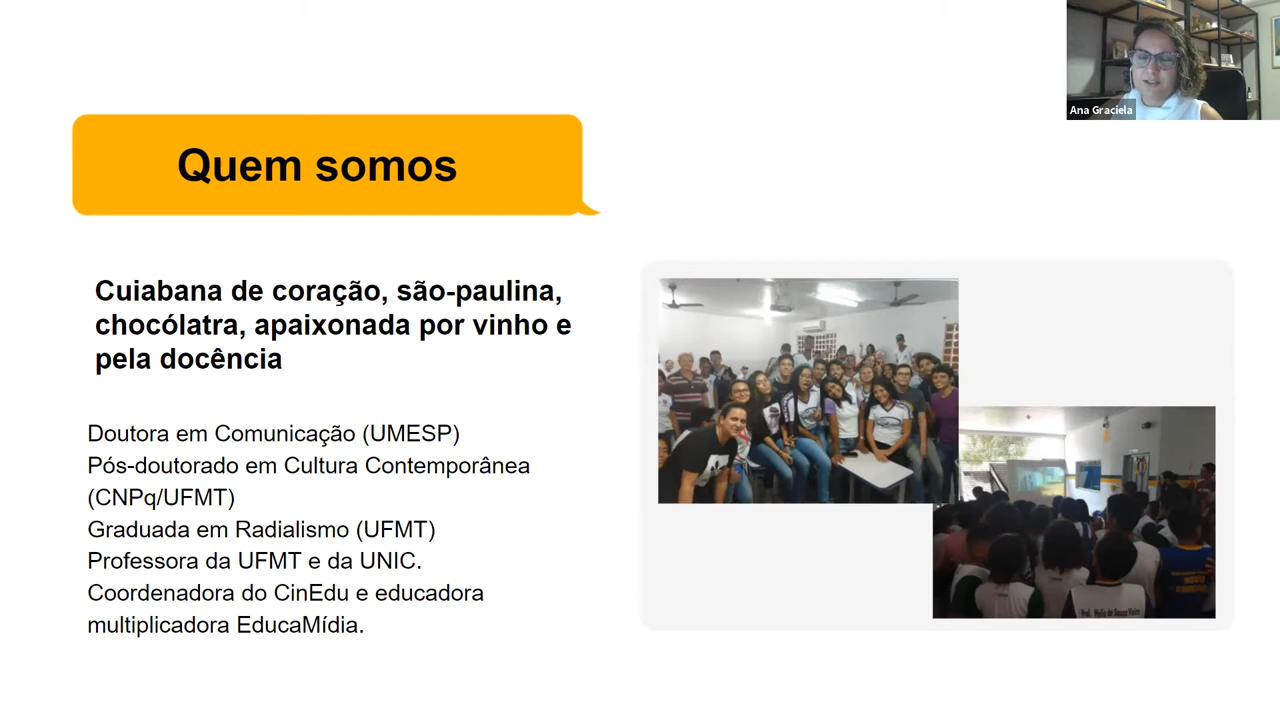 Ana Graciela
Quem somos
Cuiabana de coração, são-paulina,
chocólatra, apaixonada por vinho e
pela docência
Doutora em Comunicação (UMESP)
Pós-doutorado em Cultura Contemporânea
(CNPq/UFMT)
Graduada em Radialismo (UFMT)
Professora da UFMT e da UNIC.
Coordenadora do CinEdu e educadora
multiplicadora EducaMídia.